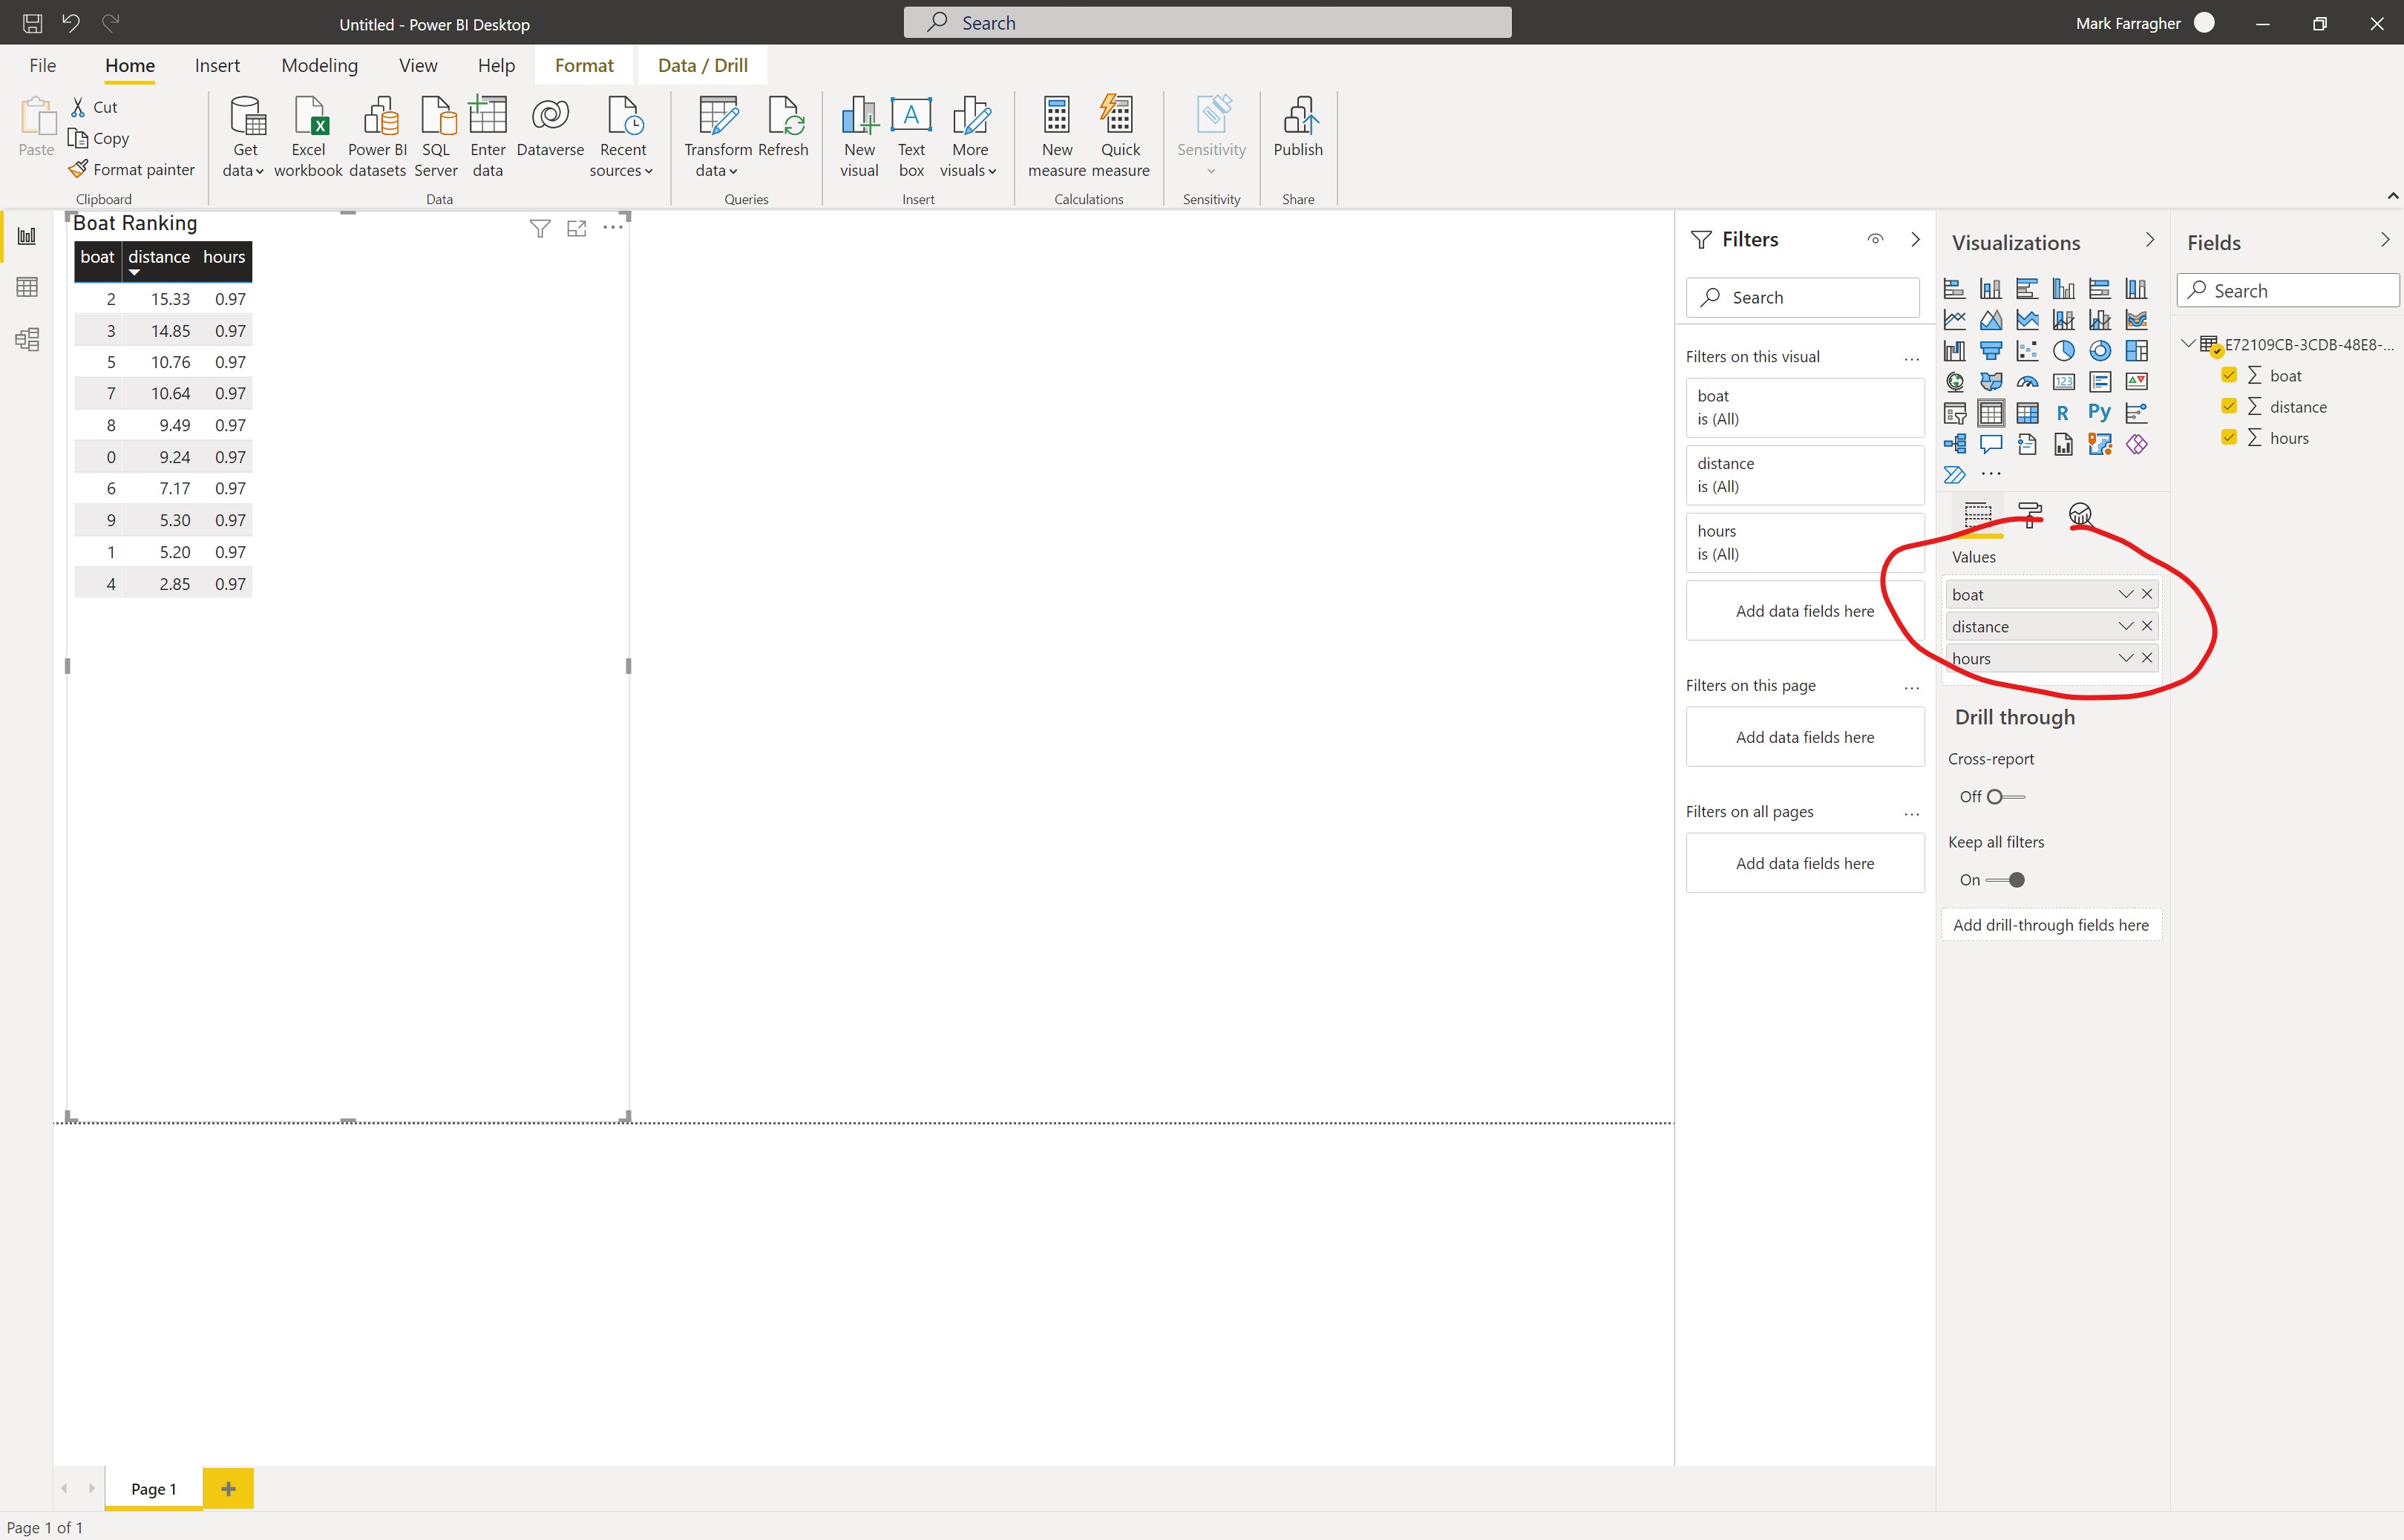 Untitled - Power BI Desktop
Search
Mark Farragher
File Home Insert Modeling View Help Format Data / Drill
Paste
Cut
Copy
Format painter
Clipboard
Get data
Excel workbook
Power BI datasets
SQL Server
Enter data
Dataverse
Recent sources
Data
Transform data
Refresh
Queries
New visual
Text box
More visuals
Insert
New measure
Quick measure
Calculations
Sensitivity
Sensitivity
Publish
Share
Boat Ranking
boat distance hours
2 15.33 0.97
3 14.85 0.97
5 10.76 0.97
7 10.64 0.97
8 9.49 0.97
0 9.24 0.97
6 7.17 0.97
9 5.30 0.97
1 5.20 0.97
4 2.85 0.97
Filters
Search
Filters on this visual ...
boat
is (All)
distance
is (All)
hours
is (All)
Add data fields here
Filters on this page ...
Add data fields here
Filters on all pages ...
Add data fields here
Visualizations
123
R Py
...
Values
boat
distance
hours
Drill through
Cross-report
Off
Keep all filters
On
Add drill-through fields here
Fields
Search
E72109CB-3CDB-48E8-...
Σ boat
Σ distance
Σ hours
Page 1
+
Page 1 of 1